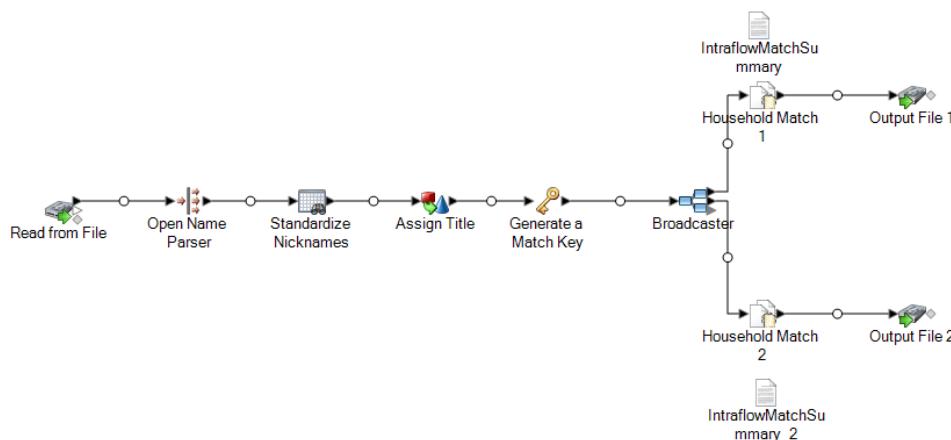 IntraflowMatchSu
mmary
Household Match
1
Output File 1
Read from File
Open Name
Parser
Standardize
Nicknames
Assign Title
Generate a
Match Key
Broadcaster
Household Match
2
Output File 2
IntraflowMatchSu
mmary_2